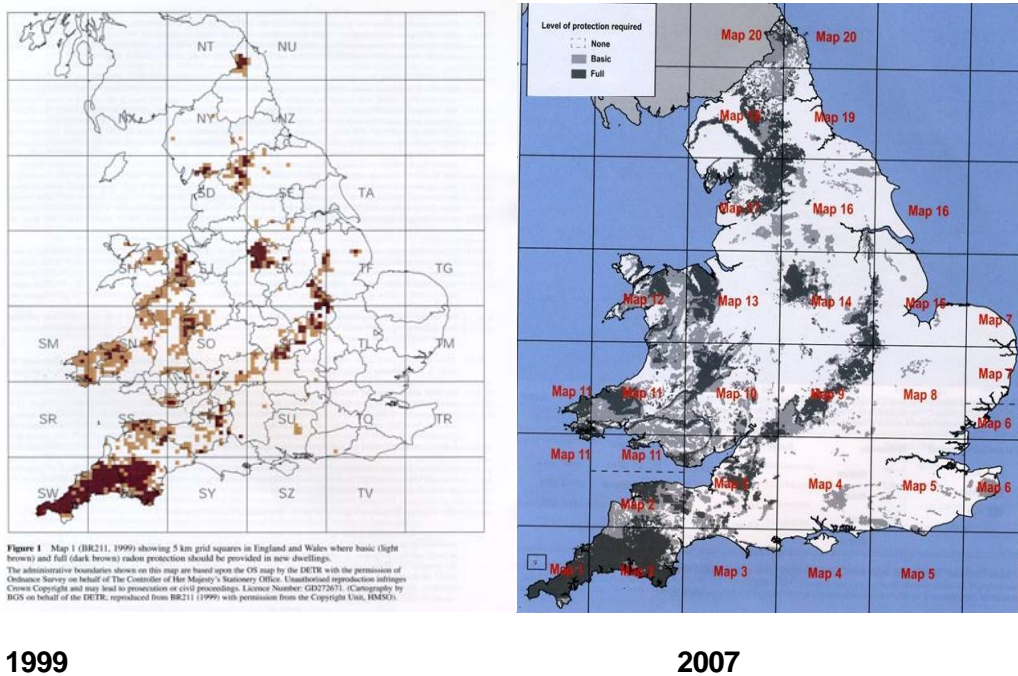 NT NU
NX NY NZ
SD SE TA
SH SJ SK TF TG
SM SN SO SP TL TM
SR SS SU TQ TR
SW SX SY SZ TV
Figure 1 Map 1 (BR211, 1999) showing 5 km grid squares in England and Wales where basic (light
brown) and full (dark brown) radon protection should be provided in new dwellings.
The administrative boundaries shown on this map are based upon the OS map by the DETR with the permission of
Ordnance Survey on behalf of The Controller of Her Majesty's Stationery Office. Unauthorised reproduction infringes
Crown Copyright and may lead to prosecution or civil proceedings. Licence Number: GD272671. (Cartography by
BGS on behalf of the DETR; reproduced from BR211 (1999) with permission from the Copyright Unit, HMSO).
1999
Level of protection required
None
Basic
Full
Map 20 Map 20
Map 18 Map 19
Map 17 Map 16 Map 16
Map 12 Map 13 Map 14 Map 15 Map 7
Map 7
Map 11 Map 11 Map 10 Map 9 Map 8
Map 6
Map 11 Map 11
Map 2 Map 3 Map 4 Map 5 Map 6
Map 1 Map 2 Map 3 Map 4 Map 5
2007